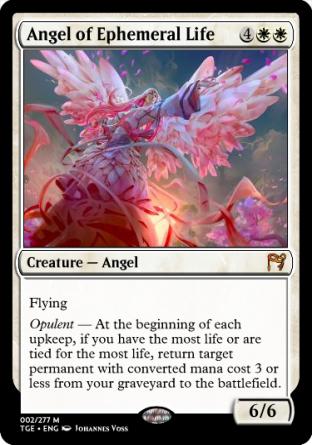 Angel of Ephemeral Life 4
Creature — Angel
Flying
Opulent — At the beginning of each
upkeep, if you have the most life or are
tied for the most life, return target
permanent with converted mana cost 3 or
less from your graveyard to the battlefield.
6/6
002/277 M
TGE • ENG Johannes Voss